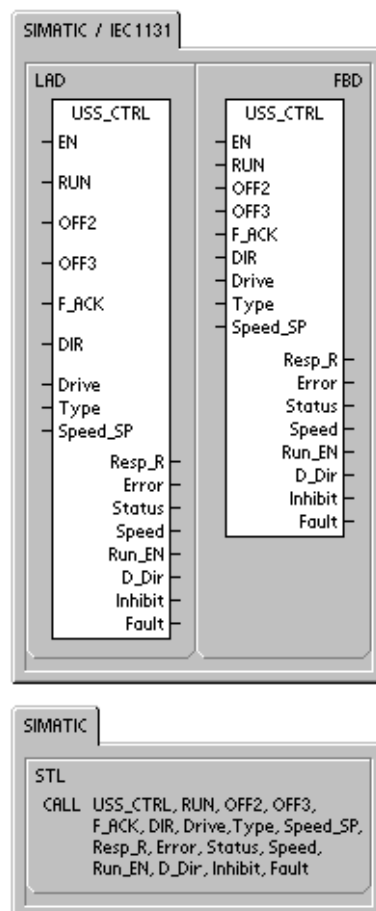 SIMATIC / IEC1131
LAD
USS_CTRL
EN
RUN
OFF2
OFF3
F_ACK
DIR
Drive
Type
Speed_SP
Resp_R
Error
Status
Speed
Run_EN
D_Dir
Inhibit
Fault
FBD
USS_CTRL
EN
RUN
OFF2
OFF3
F_ACK
DIR
Drive
Type
Speed_SP
Resp_R
Error
Status
Speed
Run_EN
D_Dir
Inhibit
Fault
SIMATIC
STL
CALL USS_CTRL, RUN, OFF2, OFF3,
F_ACK, DIR, Drive,Type, Speed_SP,
Resp_R, Error, Status, Speed,
Run_EN, D_Dir, Inhibit, Fault